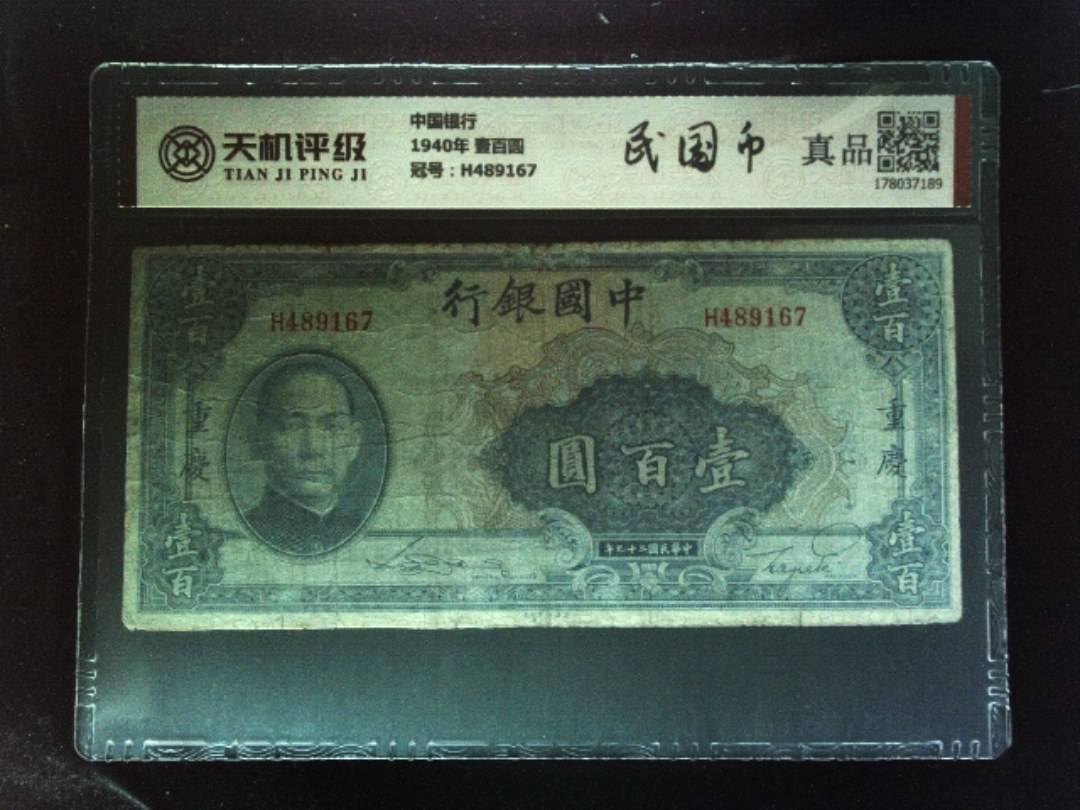 天机评级
TIAN JI PING JI
中国银行
1940年 壹百圆
冠号：H489167
民国币
真品
178037189
壹百
壹百
行銀國中
H489167
H489167
重慶
重慶
圓百壹
壹百
壹百
年九十二國民華中